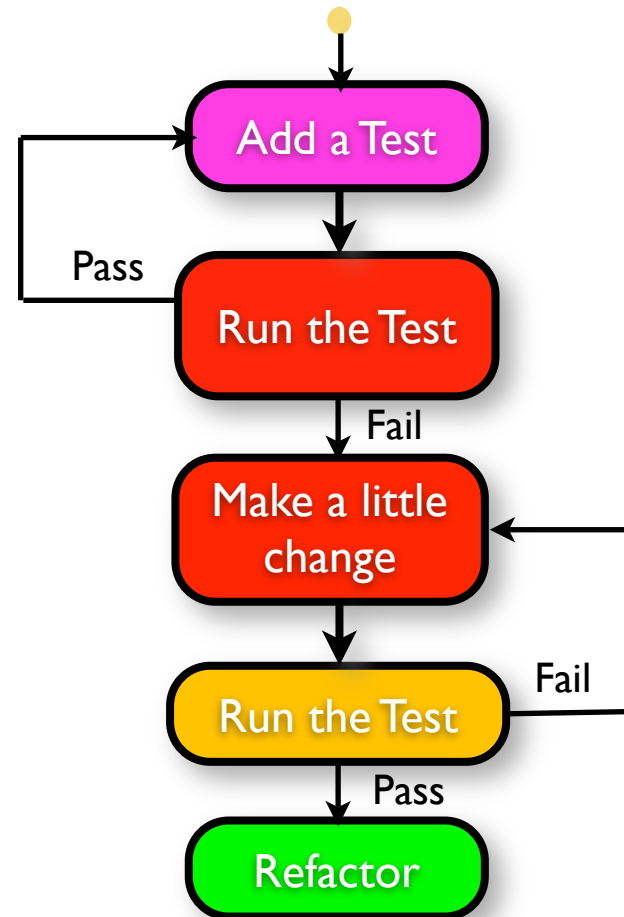 Add a Test
Pass
Run the Test
Fail
Make a little
change
Fail
Run the Test
Pass
Refactor